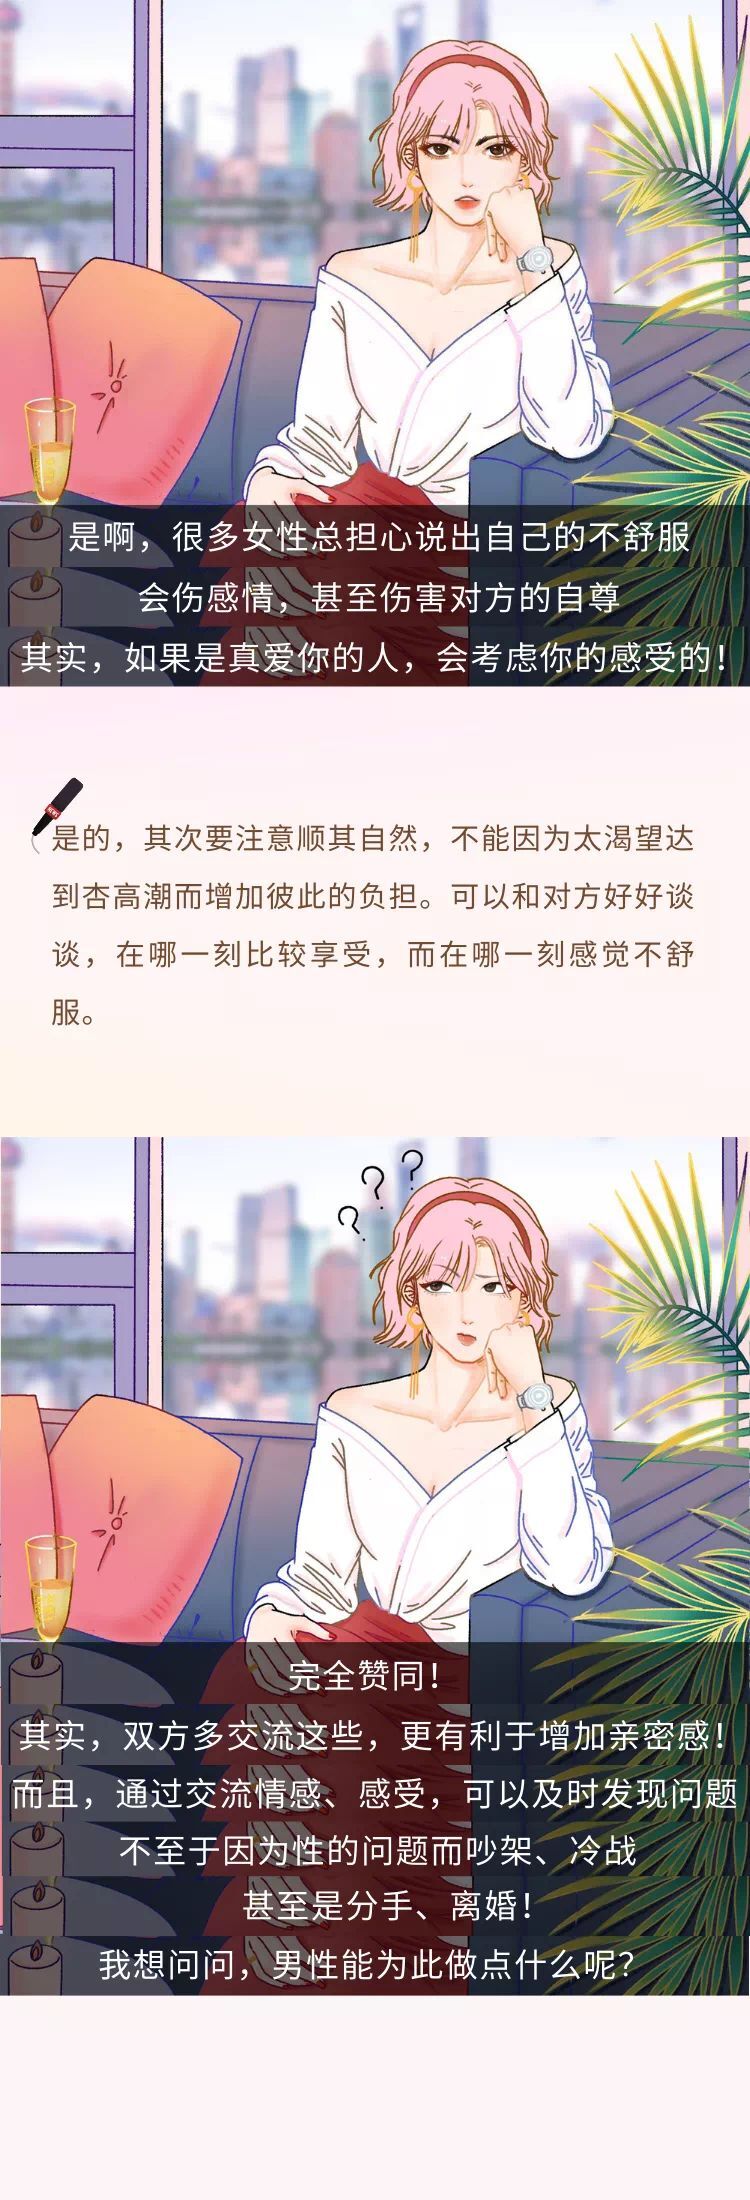 是啊，很多女性总担心说出自己的不舒服
会伤感情，甚至伤害对方的自尊
其实，如果是真爱你的人，会考虑你的感受的！
NEWS
是的，其次要注意顺其自然，不能因为太渴望达
到杏高潮而增加彼此的负担。可以和对方好好谈
谈，在哪一刻比较享受，而在哪一刻感觉不舒
服。
? ? ?
完全赞同！
其实，双方多交流这些，更有利于增加亲密感！
而且，通过交流情感、感受，可以及时发现问题
不至于因为性的问题而吵架、冷战
甚至是分手、离婚！
我想问问，男性能为此做点什么呢？